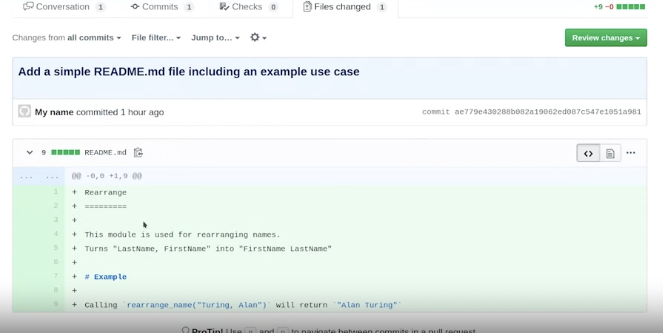 Conversation 1 Commits 1 Checks 0 Files changed 1 +9 −0
Changes from all commits File filter... Jump to... Review changes
Add a simple README.md file including an example use case
My name committed 1 hour ago commit ae779e430288b082a19062ed087c547e1051a981
9 README.md
... ... @@ -0,0 +1,9 @@
1 + Rearrange
2 + =========
3 +
4 + This module is used for rearranging names.
5 + Turns "LastName, FirstName" into "FirstName LastName"
6 +
7 + # Example
8 +
9 + Calling `rearrange_name("Turing, Alan")` will return `"Alan Turing"`
ProTip! Use and to navigate between commits in a pull request.